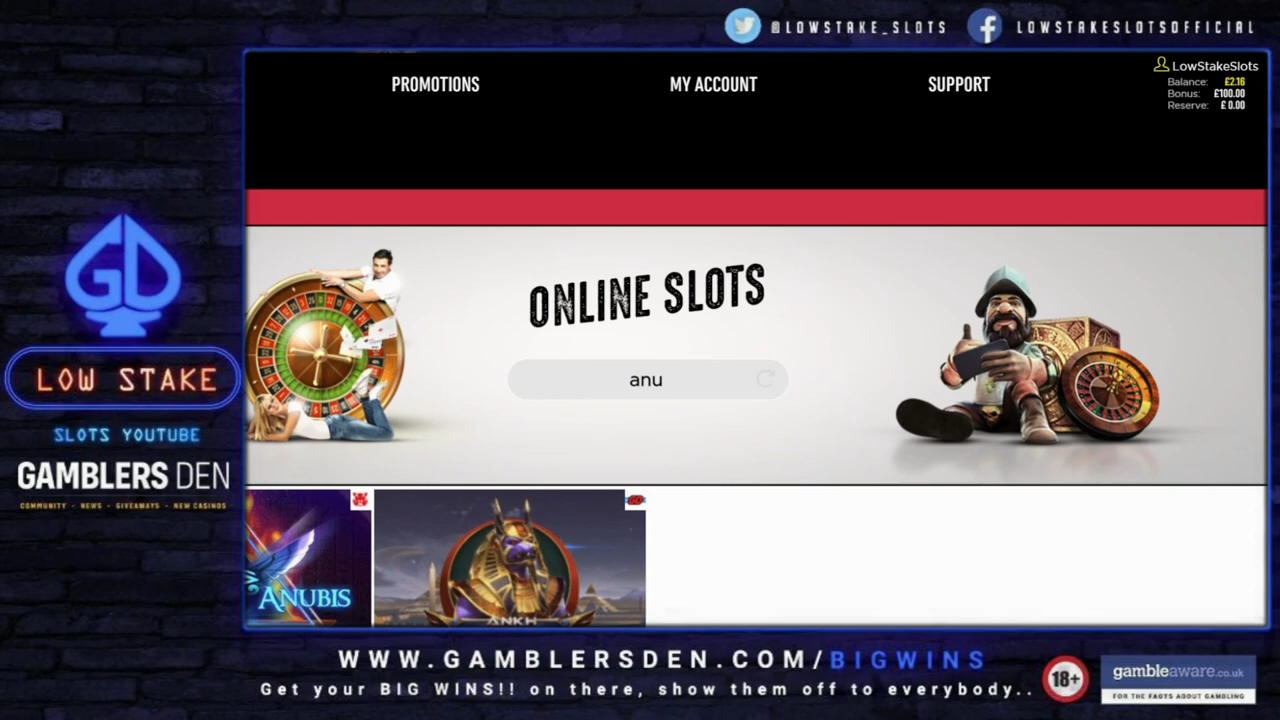 @LOWSTAKE_SLOTS
LOWSTAKESLOTSOFFICIAL
PROMOTIONS
MY ACCOUNT
SUPPORT
LowStakeSlots
Balance: £2.16
Bonus: £100.00
Reserve: £ 0.00
ONLINE SLOTS
anu
GD
LOW STAKE
SLOTS YOUTUBE
GAMBLERS DEN
COMMUNITY - NEWS - GIVEAWAYS - NEW CASINOS
ANUBIS
ANKH
WWW.GAMBLERSDEN.COM/BIGWINS
Get your BIG WINS!! on there, show them off to everybody..
18+
gambleaware.co.uk
FOR THE FACTS ABOUT GAMBLING